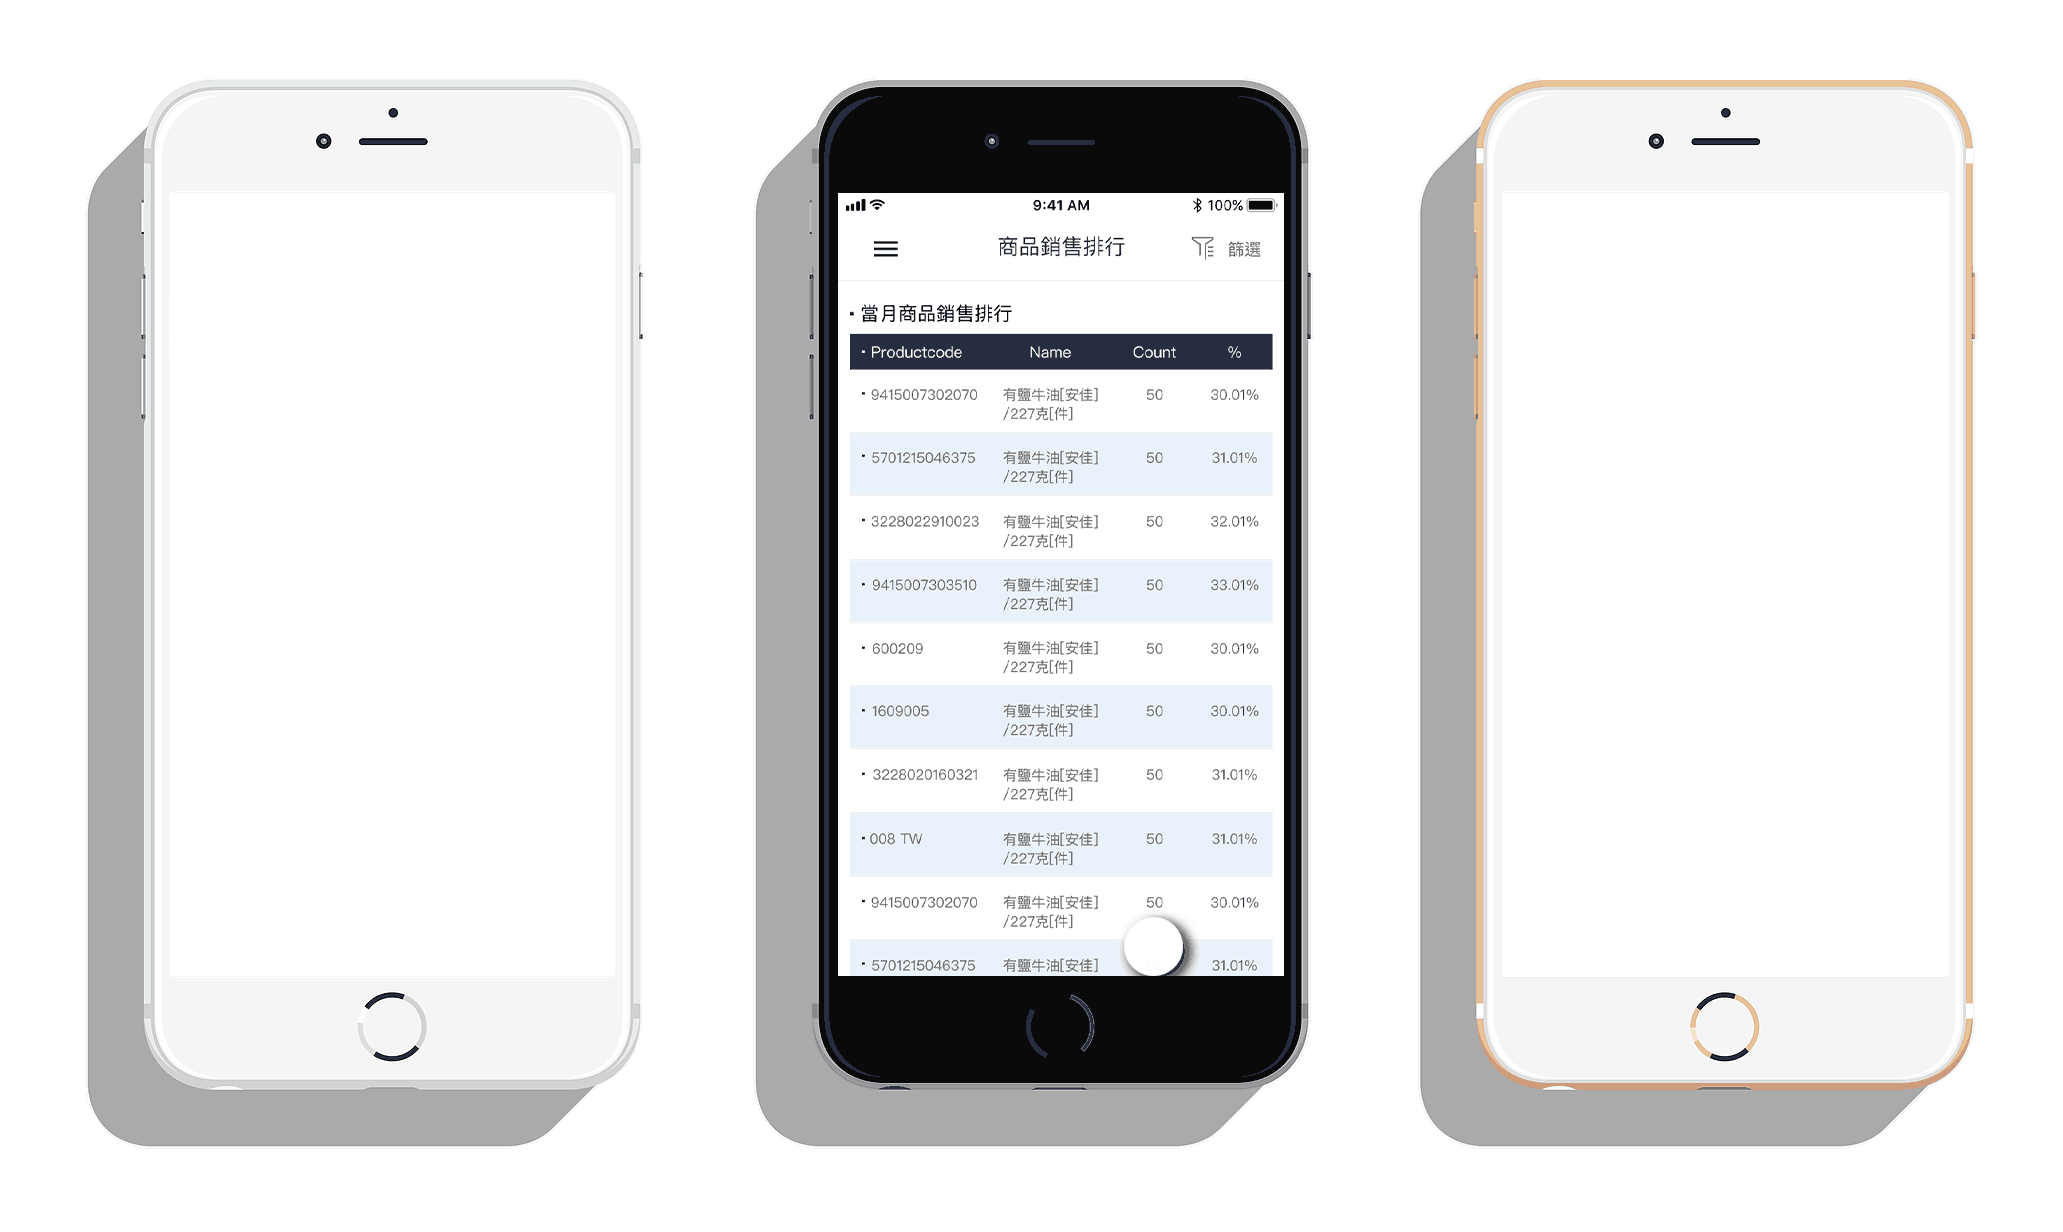 9:41 AM 100%
商品銷售排行 篩選
當月商品銷售排行
Productcode Name Count %
9415007302070 有鹽牛油[安佳] 50 30.01%
/227克[件]
5701215046375 有鹽牛油[安佳] 50 31.01%
/227克[件]
3228022910023 有鹽牛油[安佳] 50 32.01%
/227克[件]
9415007303510 有鹽牛油[安佳] 50 33.01%
/227克[件]
600209 有鹽牛油[安佳] 50 30.01%
/227克[件]
1609005 有鹽牛油[安佳] 50 30.01%
/227克[件]
3228020160321 有鹽牛油[安佳] 50 31.01%
/227克[件]
008 TW 有鹽牛油[安佳] 50 31.01%
/227克[件]
9415007302070 有鹽牛油[安佳] 50 30.01%
/227克[件]
5701215046375 有鹽牛油[安佳] 31.01%